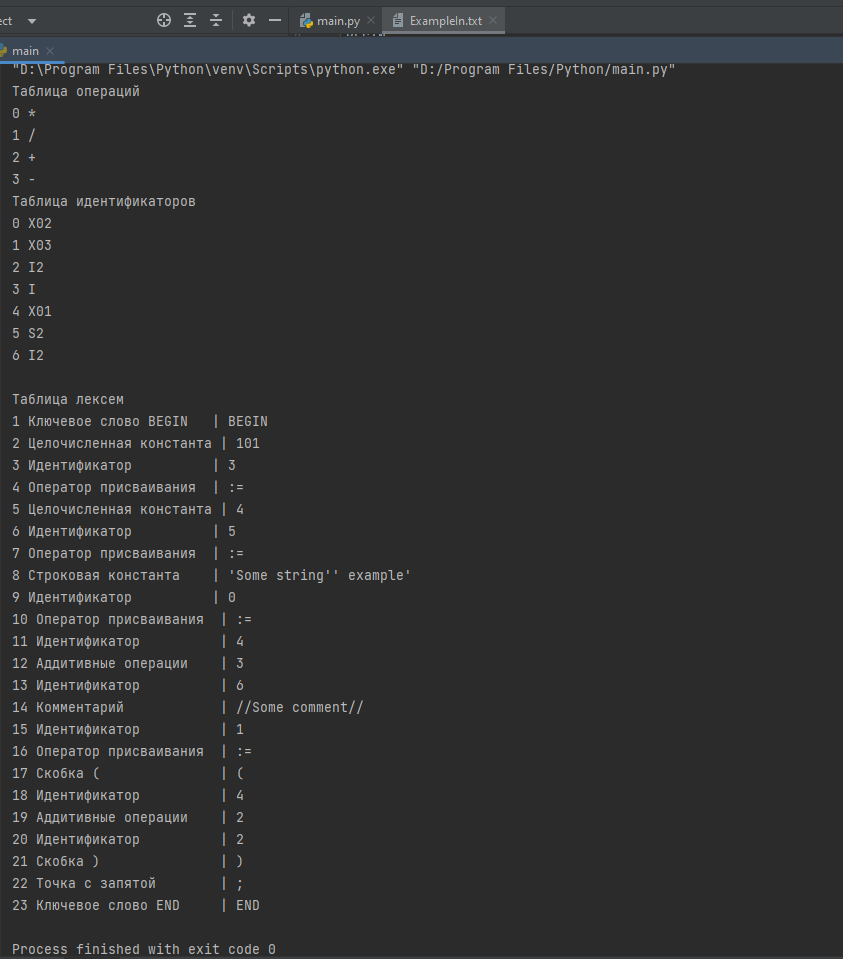 ect
main.py
ExampleIn.txt
main
"D:\Program Files\Python\venv\Scripts\python.exe" "D:/Program Files/Python/main.py"
Таблица операций
0 *
1 /
2 +
3 -
Таблица идентификаторов
0 X02
1 X03
2 I2
3 I
4 X01
5 S2
6 I2
Таблица лексем
1 Ключевое слово BEGIN   | BEGIN
2 Целочисленная константа | 101
3 Идентификатор          | 3
4 Оператор присваивания  | :=
5 Целочисленная константа | 4
6 Идентификатор          | 5
7 Оператор присваивания  | :=
8 Строковая константа    | 'Some string'' example'
9 Идентификатор          | 0
10 Оператор присваивания  | :=
11 Идентификатор          | 4
12 Аддитивные операции    | 3
13 Идентификатор          | 6
14 Комментарий            | //Some comment//
15 Идентификатор          | 1
16 Оператор присваивания  | :=
17 Скобка (               | (
18 Идентификатор          | 4
19 Аддитивные операции    | 2
20 Идентификатор          | 2
21 Скобка )               | )
22 Точка с запятой        | ;
23 Ключевое слово END     | END
Process finished with exit code 0